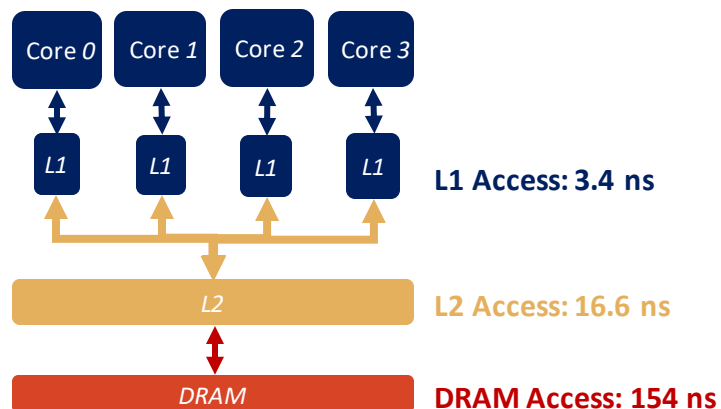 Core 0 Core 1 Core 2 Core 3
L1 L1 L1 L1
L1 Access: 3.4 ns
L2
L2 Access: 16.6 ns
DRAM
DRAM Access: 154 ns